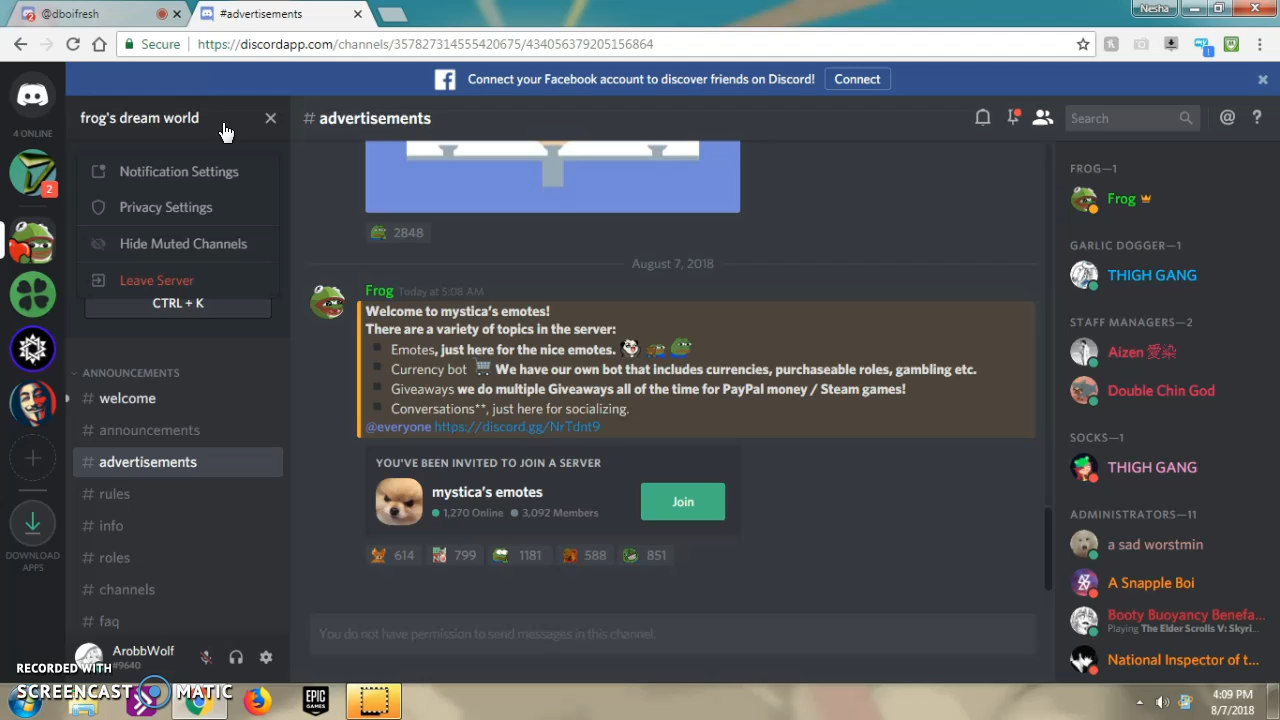 @dboifresh
#advertisements
Nesha
Secure
https://discordapp.com/channels/357827314555420675/434056379205156864
Connect your Facebook account to discover friends on Discord!
Connect
4 ONLINE
2
frog's dream world
Notification Settings
Privacy Settings
Hide Muted Channels
Leave Server
CTRL + K
ANNOUNCEMENTS
welcome
# announcements
# advertisements
# rules
# info
# roles
# channels
# faq
DOWNLOAD
APPS
ArobbWolf
#9640
# advertisements
Search
2848
August 7, 2018
Frog Today at 5:08 AM
Welcome to mystica's emotes!
There are a variety of topics in the server:
Emotes, just here for the nice emotes.
Currency bot We have our own bot that includes currencies, purchaseable roles, gambling etc.
Giveaways we do multiple Giveaways all of the time for PayPal money / Steam games!
Conversations**, just here for socializing.
@everyone https://discord.gg/NrTdnt9
YOU'VE BEEN INVITED TO JOIN A SERVER
mystica's emotes
1,270 Online 3,092 Members
Join
614 799 1181 588 851
You do not have permission to send messages in this channel.
FROG—1
Frog
GARLIC DOGGER—1
THIGH GANG
STAFF MANAGERS—2
Aizen 愛染
Double Chin God
SOCKS—1
THIGH GANG
ADMINISTRATORS—11
a sad worstmin
A Snapple Boi
Booty Buoyancy Benefa...
Playing The Elder Scrolls V: Skyri...
National Inspector of t...
RECORDED WITH
SCREENCAST MATIC
EPIC
GAMES
4:09 PM
8/7/2018